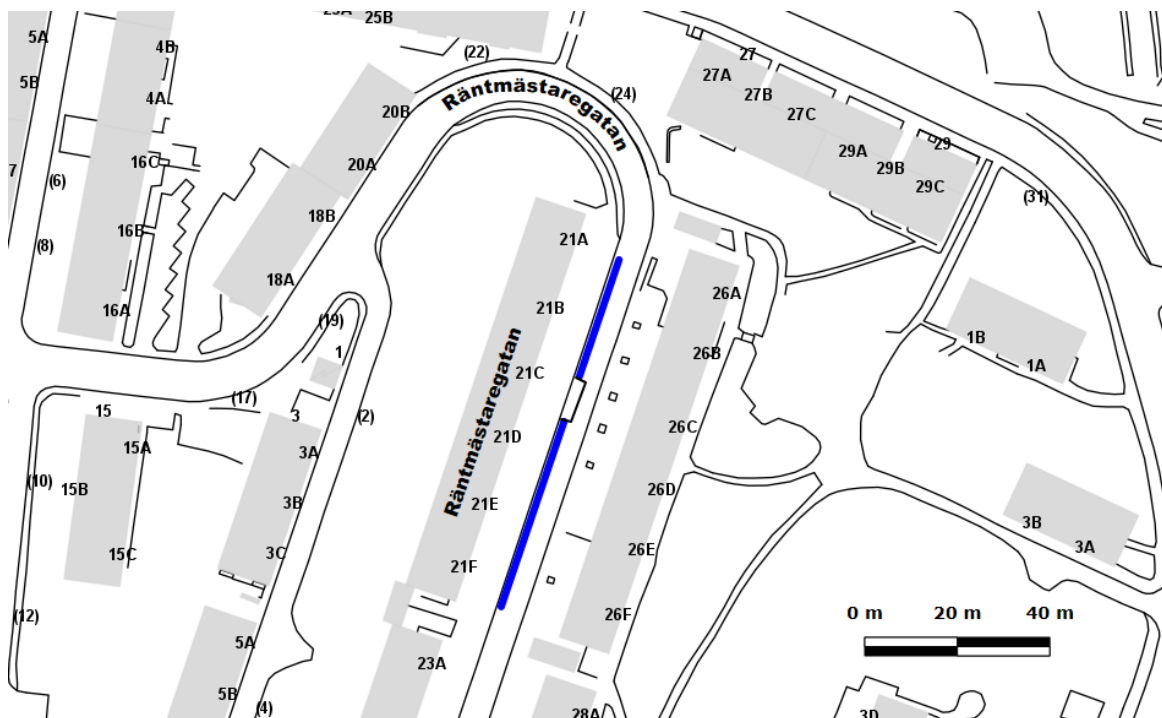 23A
25B
5A
4B
(22)
27
5B
27A
4A
Räntmästaregatan
(24)
27B
20B
27C
29
16C
20A
29A
29B
7
(6)
29C
(31)
18B
16B
21A
(8)
18A
26A
16A
21B
(19)
1B
1
26B
1A
21C
(17)
15
3
(2)
26C
21D
15A
3A
Räntmästaregatan
(10)
15B
26D
3B
21E
3B
15C
3C
26E
3A
21F
(12)
26F
0 m 20 m 40 m
5A
23A
5B
(4)
28A
3D